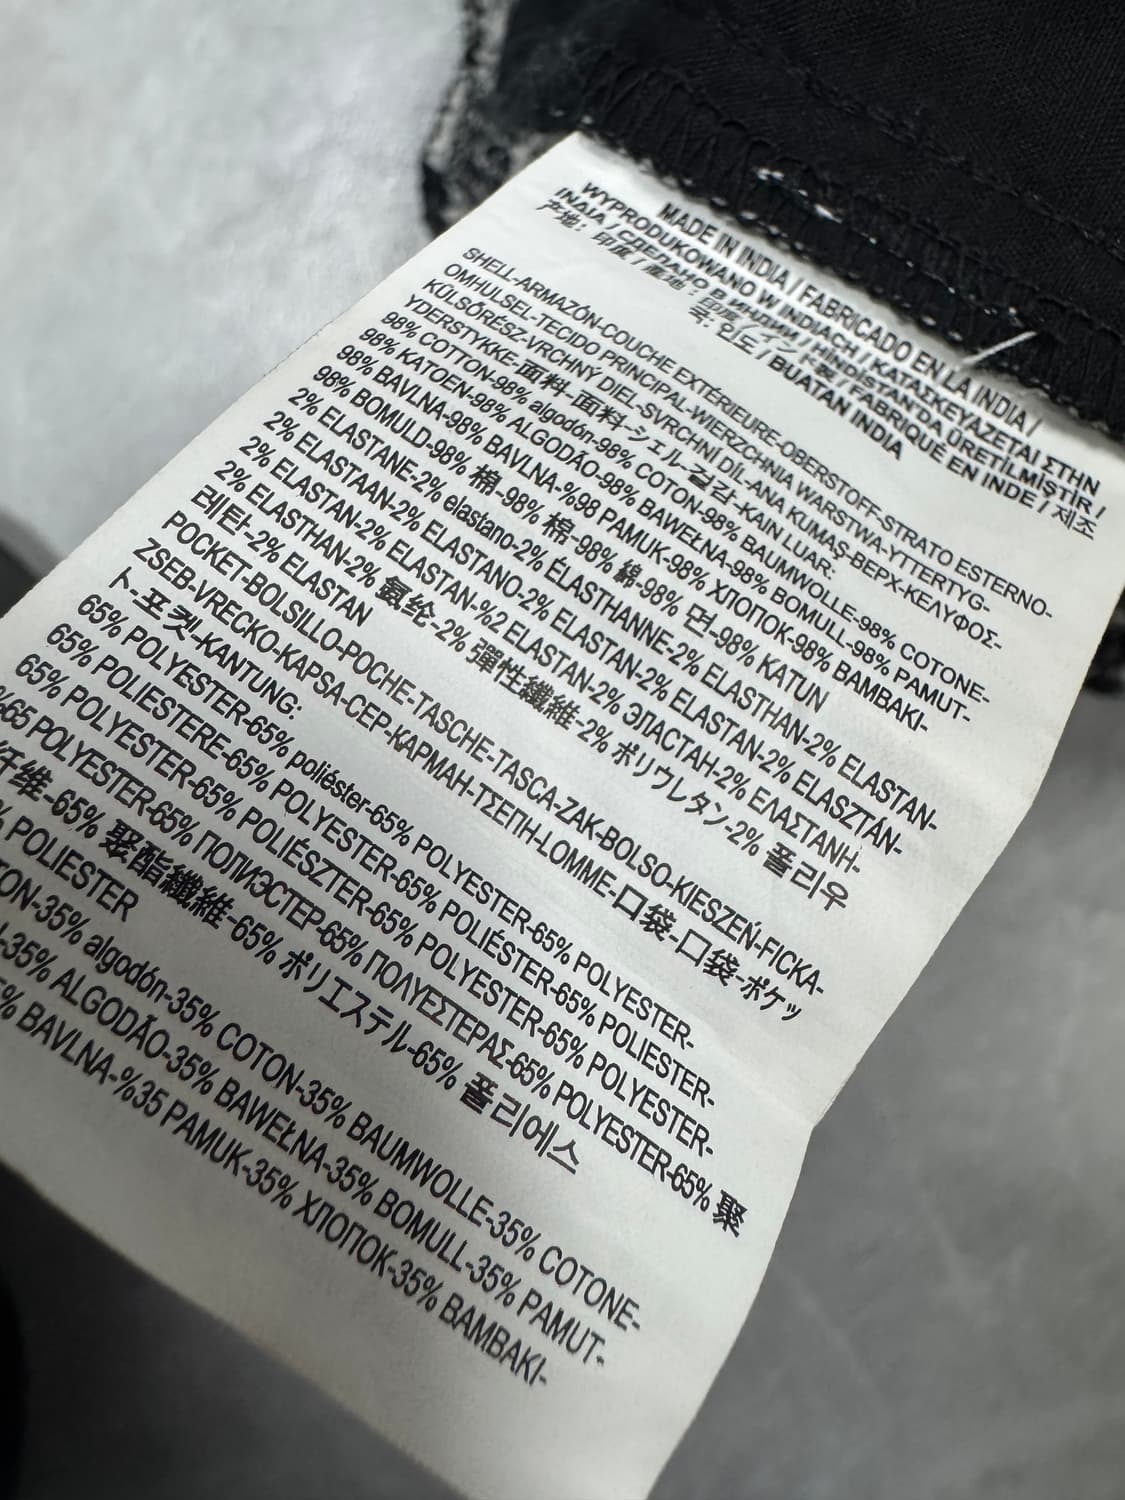 MADE IN INDIA / FABRICADO EN LA INDIA /
WYPRODUKOWANO W INDIACH / ΚΑΤΑΣΚΕΥΑΖΕΤΑΙ ΣΤΗΝ
ΙΝΔΙΑ / СДЕЛАНО В ИНДИИ / HİNDİSTAN'DA ÜRETİLMİŞTİR /
产地: 印度 / 產地: 印度 / インド製 / FABRIQUÉ EN INDE / 제조
국: 인도 / BUATAN INDIA
SHELL-ARMAZÓN-COUCHE EXTÉRIEURE-OBERSTOFF-STRATO ESTERNO-
OMHULSEL-TECIDO PRINCIPAL-WIERZCHNIA WARSTWA-YTTERTYG-
KÜLSŐRÉSZ-VRCHNÝ DIEL-SVRCHNÍ DÍL-ANA KUMAŞ-ВЕРХ-ΚΕΛΥΦΟΣ-
YDERSTYKKE-面料-面料-シェル-겉감-KAIN LUAR:
98% COTTON-98% algodón-98% COTON-98% BAUMWOLLE-98% COTONE-
98% KATOEN-98% ALGODÃO-98% BAWEŁNA-98% BOMULL-98% PAMUT-
98% BAVLNA-98% BAVLNA-%98 PAMUK-98% ХЛОПОК-98% BAMBAKI-
98% BOMULD-98% 棉-98% 棉-98% 綿-98% 면-98% KATUN
2% ELASTANE-2% elastano-2% ÉLASTHANNE-2% ELASTHAN-2% ELASTAN-
2% ELASTAAN-2% ELASTANO-2% ELASTAN-2% ELASTAN-2% ELASZTÁN-
2% ELASTAN-2% ELASTAN-%2 ELASTAN-2% ЭЛАСТАН-2% ΕΛΑΣΤΑΝΗ-
2% ELASTHAN-2% 氨纶-2% 彈性纖維-2% ポリウレタン-2% 폴리우
레탄-2% ELASTAN
POCKET-BOLSILLO-POCHE-TASCHE-TASCA-ZAK-BOLSO-KIESZEŃ-FICKA-
ZSEB-VRECKO-KAPSA-CEP-КАРМАН-ΤΣΕΠΗ-LOMME-口袋-口袋-ポケッ
ト-포켓-KANTUNG:
65% POLYESTER-65% poliéster-65% POLYESTER-65% POLYESTER-
65% POLIESTERE-65% POLYESTER-65% POLIÉSTER-65% POLIESTER-
65% POLYESTER-65% POLIÉSZTER-65% POLYESTER-65% POLYESTER-
%65 POLYESTER-65% ПОЛИЭСТЕР-65% ΠΟΛΥΕΣΤΕΡΑΣ-65% POLYESTER-65% 聚
纤维-65% 聚酯纖維-65% ポリエステル-65% 폴리에스
% POLIESTER
TON-35% algodón-35% COTON-35% BAUMWOLLE-35% COTONE-
-35% ALGODÃO-35% BAWEŁNA-35% BOMULL-35% PAMUT-
% BAVLNA-%35 PAMUK-35% ХЛОПОК-35% BAMBAKI-